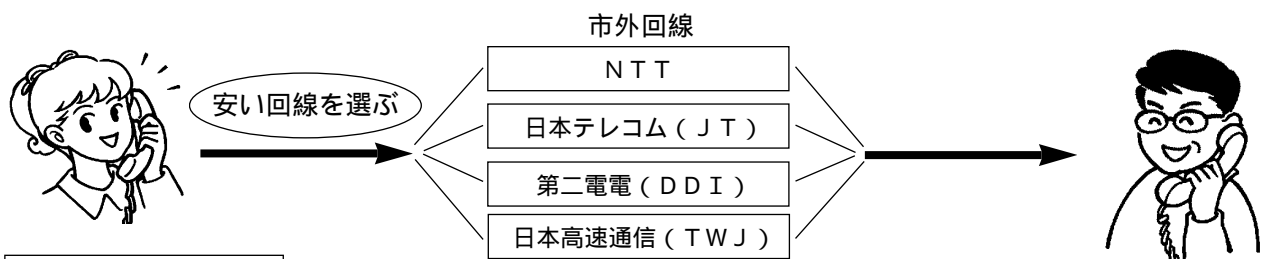 市外回線
安い回線を選ぶ
ＮＴＴ
日本テレコム（ＪＴ）
第二電電（ＤＤＩ）
日本高速通信（ＴＷＪ）